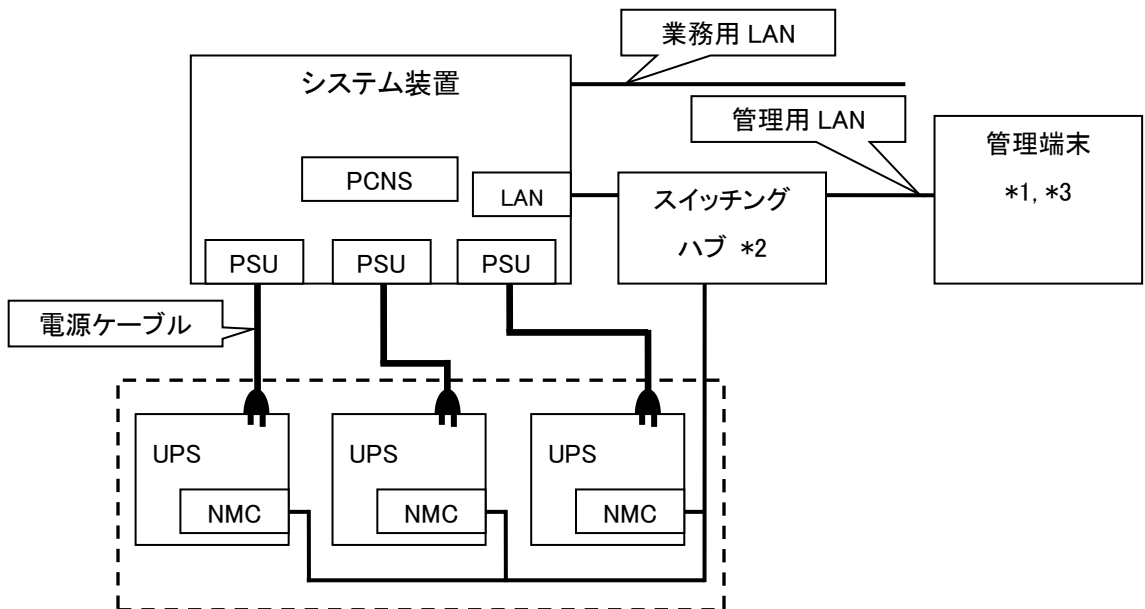 業務用 LAN
システム装置
管理用 LAN
管理端末
*1, *3
PCNS
LAN
スイッチング
ハブ *2
PSU
PSU
PSU
電源ケーブル
UPS
UPS
UPS
NMC
NMC
NMC